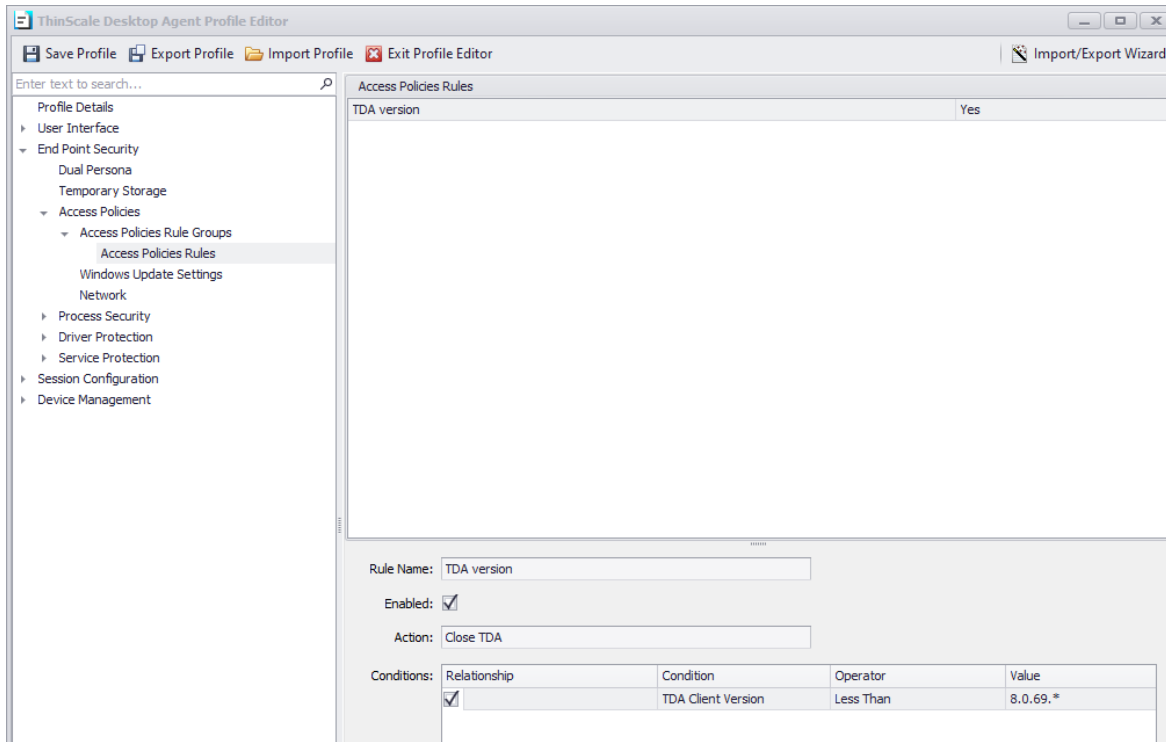 ThinScale Desktop Agent Profile Editor
Save Profile Export Profile Import Profile Exit Profile Editor Import/Export Wizard
Enter text to search...
Profile Details
User Interface
End Point Security
Dual Persona
Temporary Storage
Access Policies
Access Policies Rule Groups
Access Policies Rules
Windows Update Settings
Network
Process Security
Driver Protection
Service Protection
Session Configuration
Device Management
Access Policies Rules
TDA version Yes
Rule Name: TDA version
Enabled:
Action: Close TDA
Conditions: Relationship Condition Operator Value
TDA Client Version Less Than 8.0.69.*